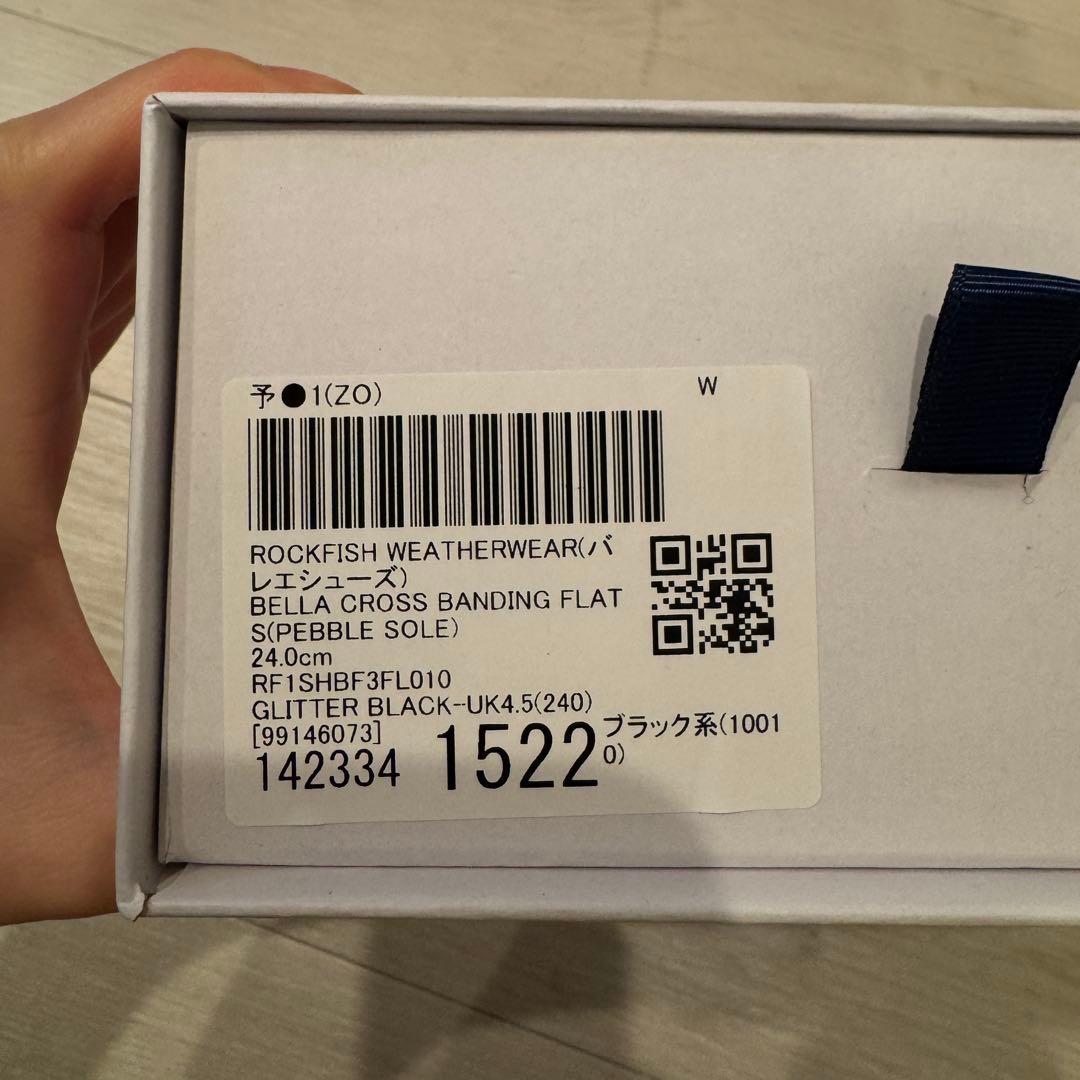 予●1(ZO) W
ROCKFISH WEATHERWEAR(バ
レエシューズ)
BELLA CROSS BANDING FLAT
S(PEBBLE SOLE)
24.0cm
RF1SHBF3FL010
GLITTER BLACK--UK4.5(240)
[99146073]
142334 1522
ブラック系(1001
0)